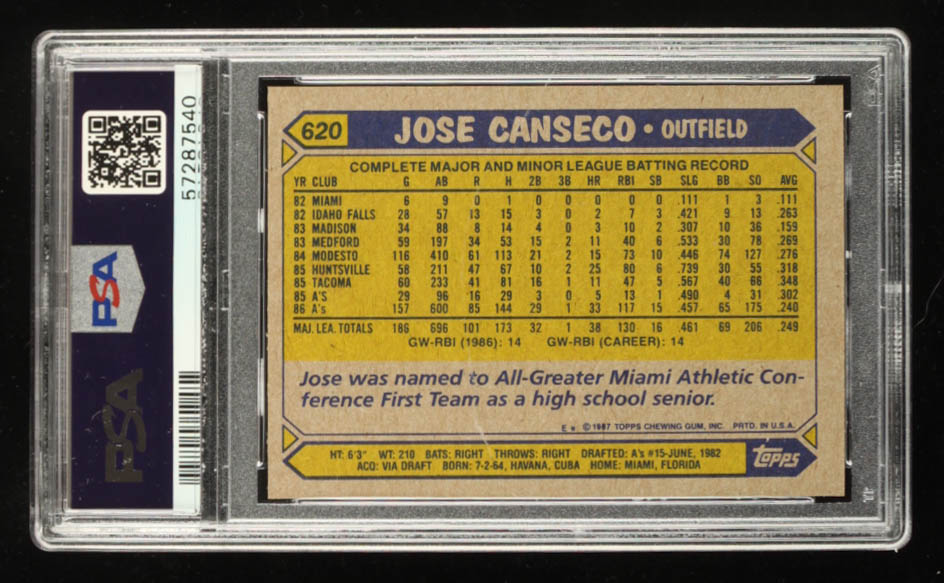 57287540
PSA
PSA
620 JOSE CANSECO • OUTFIELD
COMPLETE MAJOR AND MINOR LEAGUE BATTING RECORD
YR CLUB G AB R H 2B 3B HR RBI SB SLG BB SO AVG
82 MIAMI 6 9 0 1 0 0 0 0 0 .111 1 3 .111
82 IDAHO FALLS 28 57 13 15 3 0 2 7 3 .421 9 13 .263
83 MADISON 34 88 8 14 4 0 3 10 2 .307 10 36 .159
83 MEDFORD 59 197 34 53 15 2 11 40 6 .533 30 78 .269
84 MODESTO 116 410 61 113 21 2 15 73 10 .446 74 127 .276
85 HUNTSVILLE 58 211 47 67 10 2 25 80 6 .739 30 55 .318
85 TACOMA 60 233 41 81 16 1 11 47 5 .567 40 66 .348
85 A'S 29 96 16 29 3 0 5 13 1 .490 4 31 .302
86 A's 157 600 85 144 29 1 33 117 15 .457 65 175 .240
MAJ. LEA. TOTALS 186 696 101 173 32 1 38 130 16 .461 69 206 .249
GW-RBI (1986): 14 GW-RBI (CAREER): 14
Jose was named to All-Greater Miami Athletic Con-
ference First Team as a high school senior.
E * © 1987 TOPPS CHEWING GUM, INC. PRTD. IN U.S.A.
HT: 6'3" WT: 210 BATS: RIGHT THROWS: RIGHT DRAFTED: A's #15-JUNE, 1982
ACQ: VIA DRAFT BORN: 7-2-64, HAVANA, CUBA HOME: MIAMI, FLORIDA
TOPPS